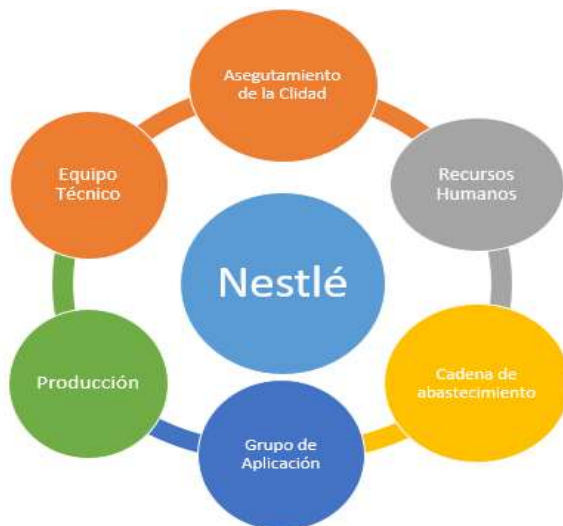 Asegutamiento
de la Clidad
Equipo
Técnico
Recursos
Humanos
Nestlé
Producción
Cadena de
abastecimiento
Grupo de
Aplicación